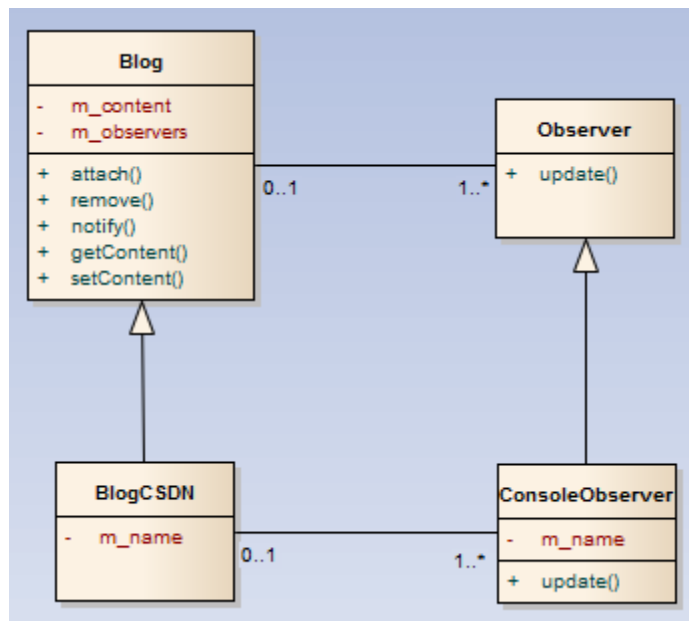 Blog
- m_content
- m_observers
+ attach()
+ remove()
+ notify()
+ getContent()
+ setContent()
Observer
+ update()
0..1
1..*
BlogCSDN
- m_name
ConsoleObserver
- m_name
+ update()
0..1
1..*